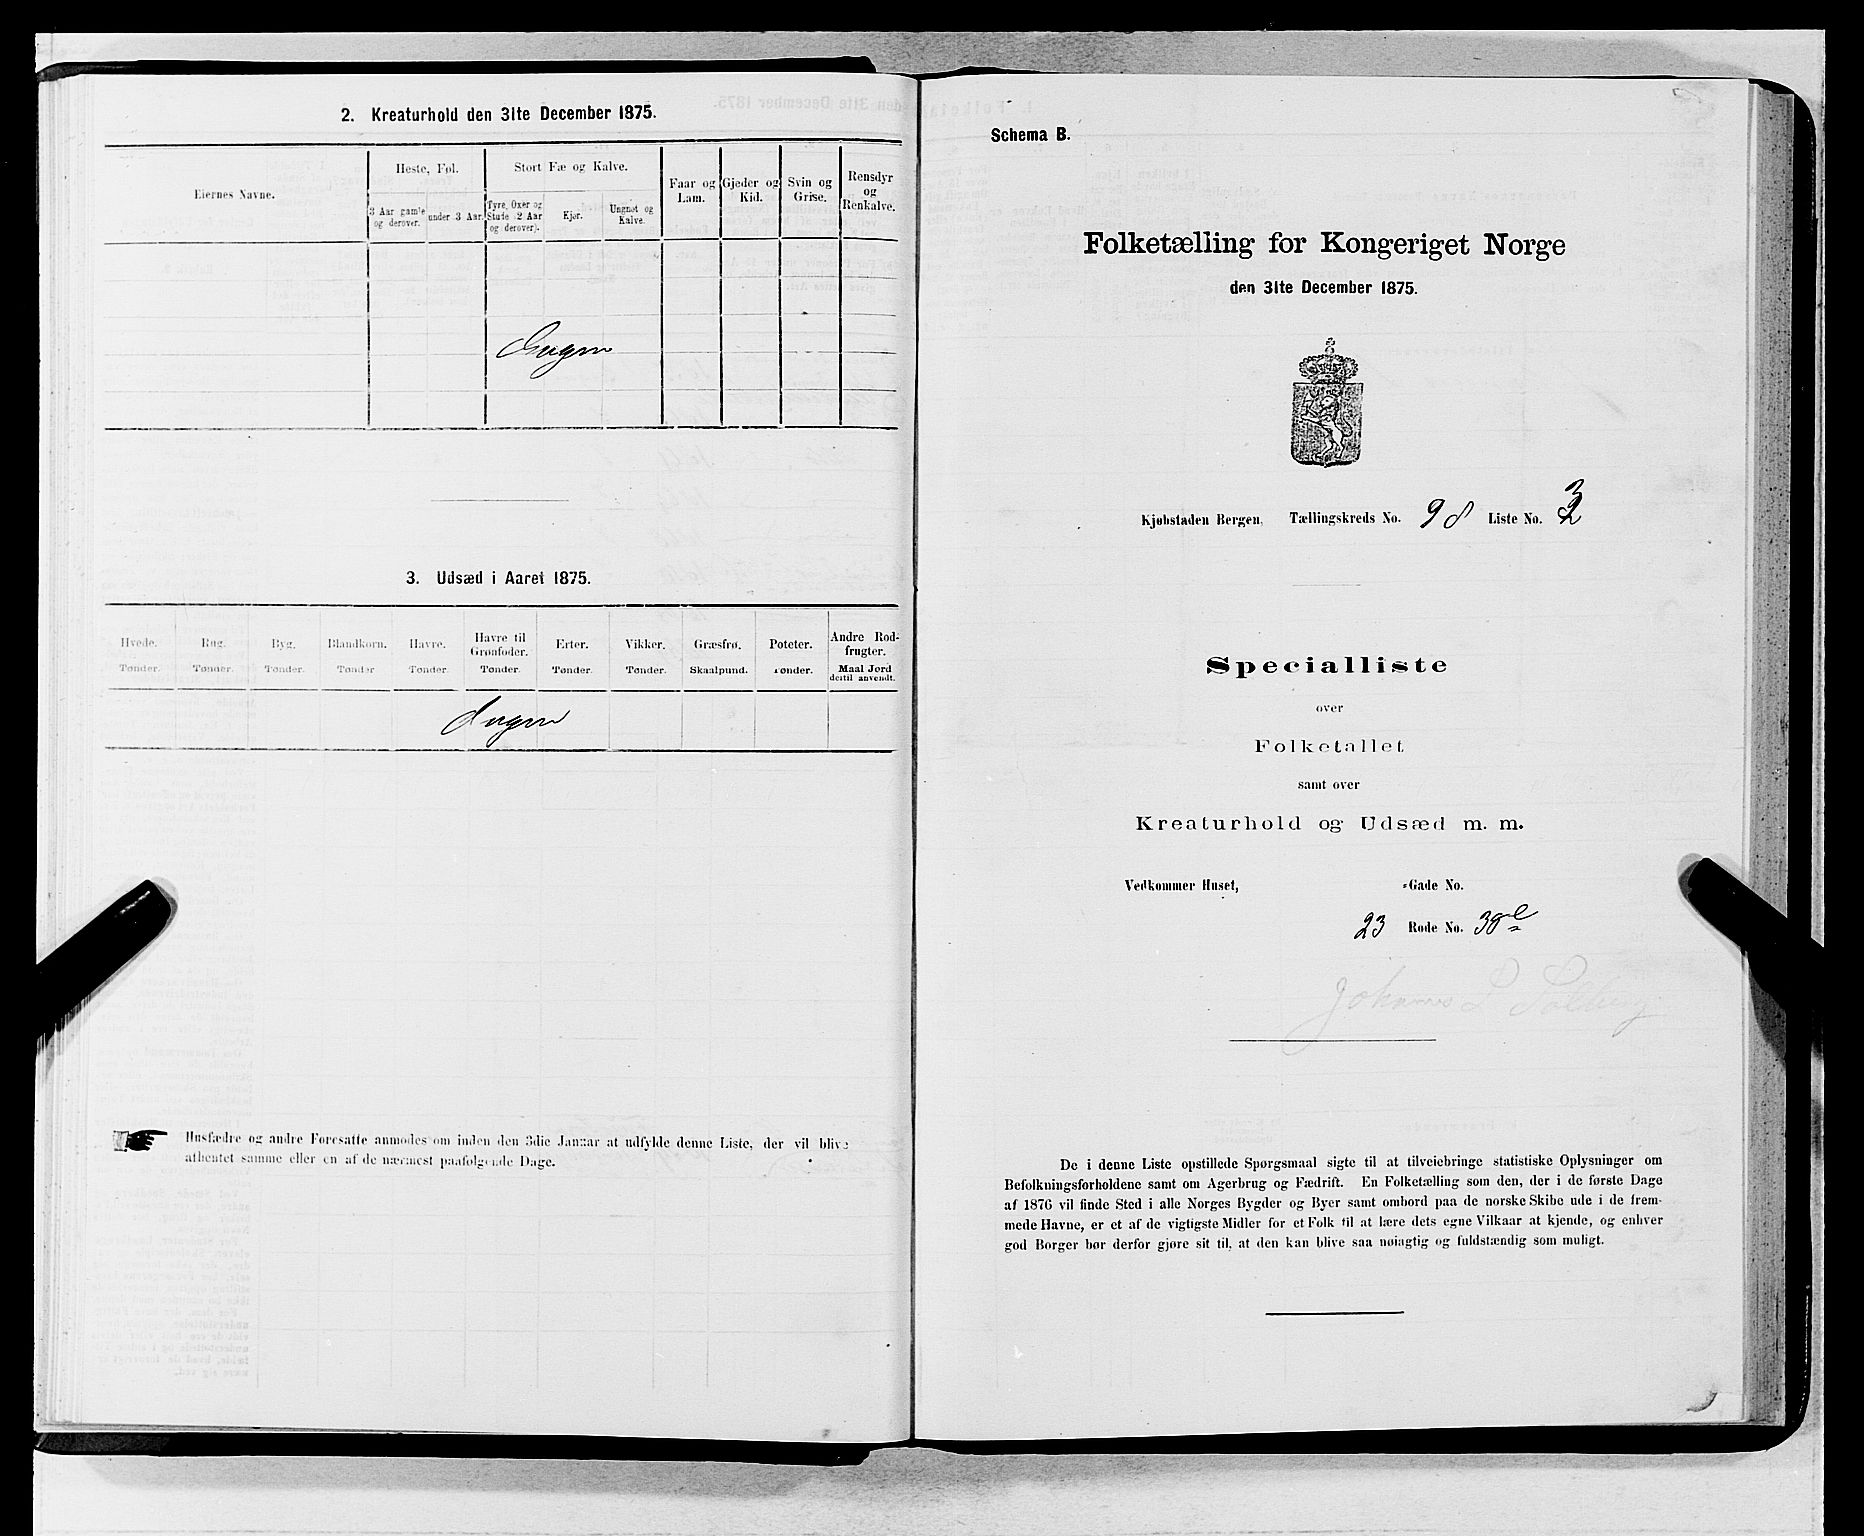 2. Kreaturhold den 31te December 1875.
Eiernes Navne.
Heste, Føl.
Stort Fæ og Kalve.
Faar og Lam.
Gjeder og Kid.
Svin og Grise.
Rensdyr og Renkalve.
3 Aar gamle og derover.
under 3 Aar.
Tyre, Oxer og Stude (2 Aar og derover).
Kjør.
Ungnøt og Kalve.
Ingen
3. Udsæd i Aaret 1875.
Hvede. Rug. Byg. Blandkorn. Havre. Havre til Grønfoder. Erter. Vikker. Græsfrø. Poteter. Andre Rodfrugter.
Tønder. Tønder. Tønder. Tønder Tønder. Tønder. Tønder. Tønder. Skaalpund. Tønder. Maal Jord dertil anvendt.
Ingen
Husfædre og andre Foresatte anmodes om inden den 3die Januar at udfylde denne Liste, der vil blive
afhentet samme eller en af de nærmest paafølgende Dage.
Schema B.
Folketælling for Kongeriget Norge
den 31te December 1875.
Kjøbstaden Bergen, Tællingskreds No. 98 Liste No. 3
Specialliste
over
Folketallet
samt over
Kreaturhold og Udsæd m. m.
Vedkommer Huset, -Gade No.
23 Rode No. 30
Johannes L Solberg
De i denne Liste opstillede Spørgsmaal sigte til at tilveiebringe statistiske Oplysninger om
Befolkningsforholdene samt om Agerbrug og Fædrift. En Folketælling som den, der i de første Dage
af 1876 vil finde Sted i alle Norges Bygder og Byer samt ombord paa de norske Skibe ude i de frem-
mede Havne, er et af de vigtigste Midler for et Folk til at lære dets egne Vilkaar at kjende, og enhver
god Borger bør derfor gjøre sit til, at den kan blive saa nøiagtig og fuldstændig som muligt.